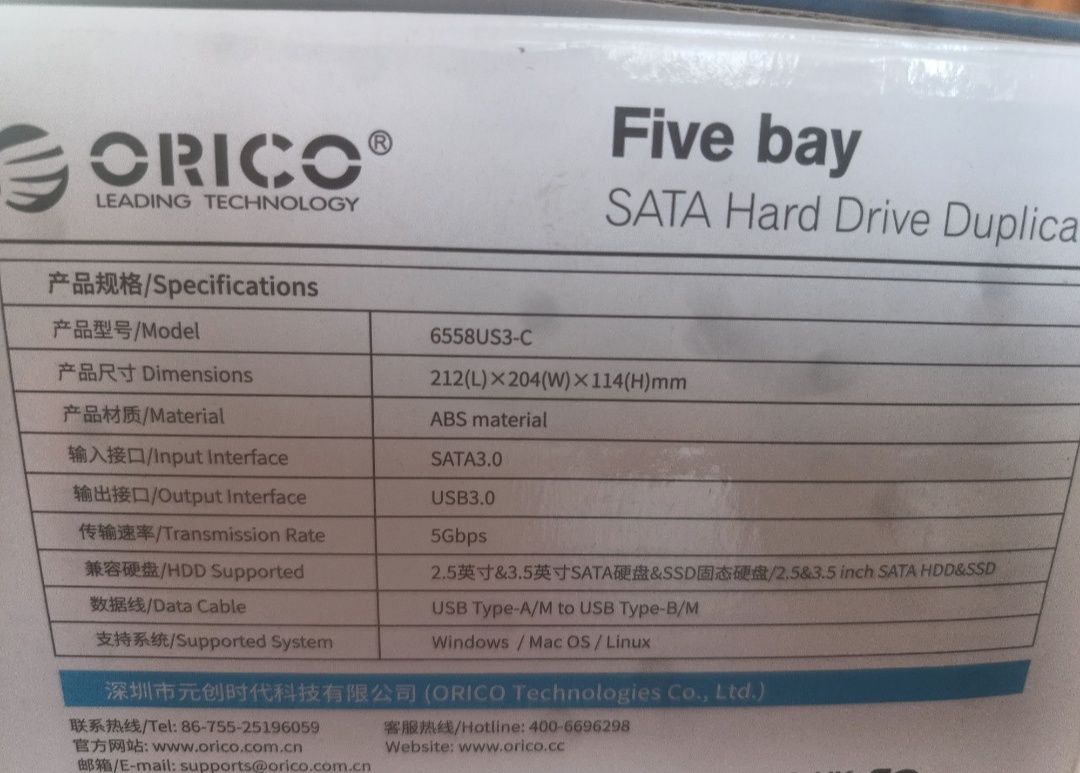 ORICO®
LEADING TECHNOLOGY
Five bay
SATA Hard Drive Duplica
产品规格/Specifications
产品型号/Model 6558US3-C
产品尺寸 Dimensions 212(L)×204(W)×114(H)mm
产品材质/Material ABS material
输入接口/Input Interface SATA3.0
输出接口/Output Interface USB3.0
传输速率/Transmission Rate 5Gbps
兼容硬盘/HDD Supported 2.5英寸&3.5英寸SATA硬盘&SSD固态硬盘/2.5&3.5 inch SATA HDD&SSD
数据线/Data Cable USB Type-A/M to USB Type-B/M
支持系统/Supported System Windows / Mac OS / Linux
深圳市元创时代科技有限公司 (ORICO Technologies Co., Ltd.)
联系热线/Tel: 86-755-25196059 客服热线/Hotline: 400-6696298
官方网站: www.orico.com.cn Website: www.orico.cc
邮箱/E-mail: supports@orico.com.cn